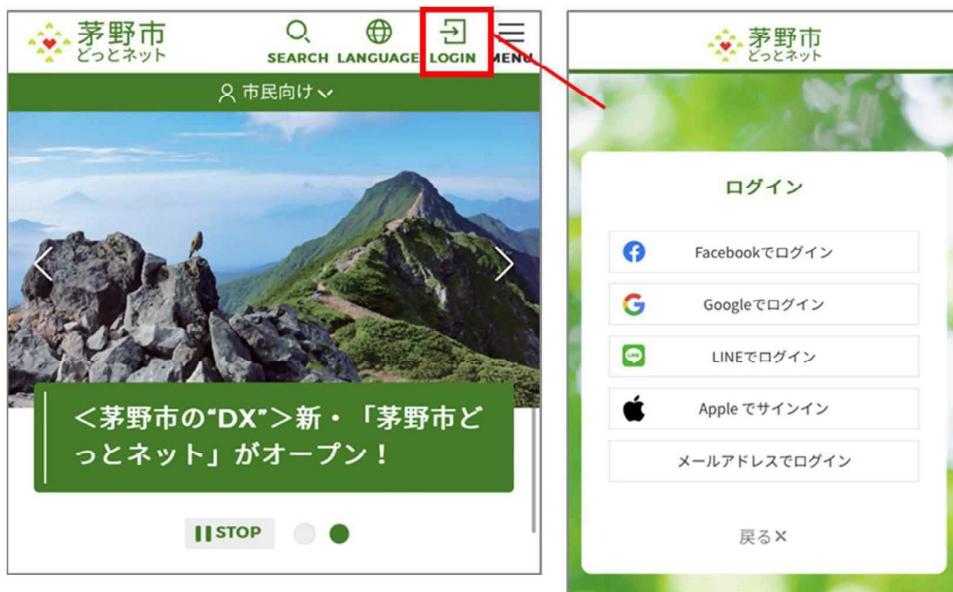 茅野市
どっとネット
SEARCH LANGUAGE LOGIN MENU
市民向け
＜茅野市の“DX”＞新・「茅野市ど
っとネット」がオープン！
STOP
茅野市
どっとネット
ログイン
Facebookでログイン
Googleでログイン
LINE
LINEでログイン
Apple でサインイン
メールアドレスでログイン
戻る×